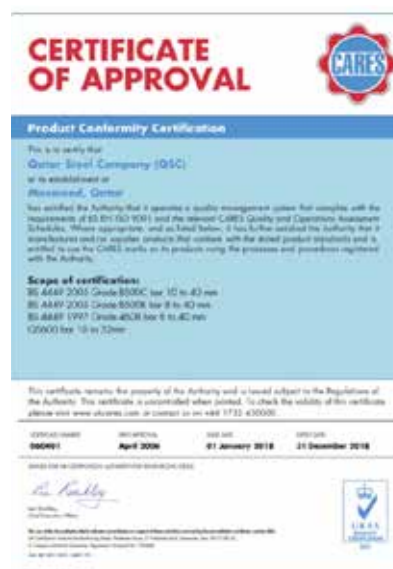 CERTIFICATE
OF APPROVAL
CARES
Product Conformity Certification
This is to certify that
Qatar Steel Company (QSC)
at its establishment at
Mesaieed, Qatar
has satisfied the Authority that it operates a quality management system that complies with the
requirements of BS EN ISO 9001 and the relevant CARES Quality and Operations Assessment
Schedules. Where appropriate, and as listed below, it has further satisfied the Authority that it
manufactures and/or supplies products that conform with the stated product standards and is
entitled to use the CARES marks on its products using the processes and procedures registered
with the Authority.
Scope of certification:
BS 4449 2005 Grade B500C bar 10 to 40 mm
BS 4449 2005 Grade B500B bar 8 to 40 mm
BS 4449 1997 Grade 460B bar 8 to 40 mm
QS600 bar 10 to 32mm
This certificate remains the property of the Authority and is issued subject to the Regulations of
the Authority. This certificate is uncontrolled when printed. To check the validity of this certificate
please visit www.ukcares.com or contact us on +44 1732 450000.
April 2006
01 January 2018
31 December 2018
UKAS